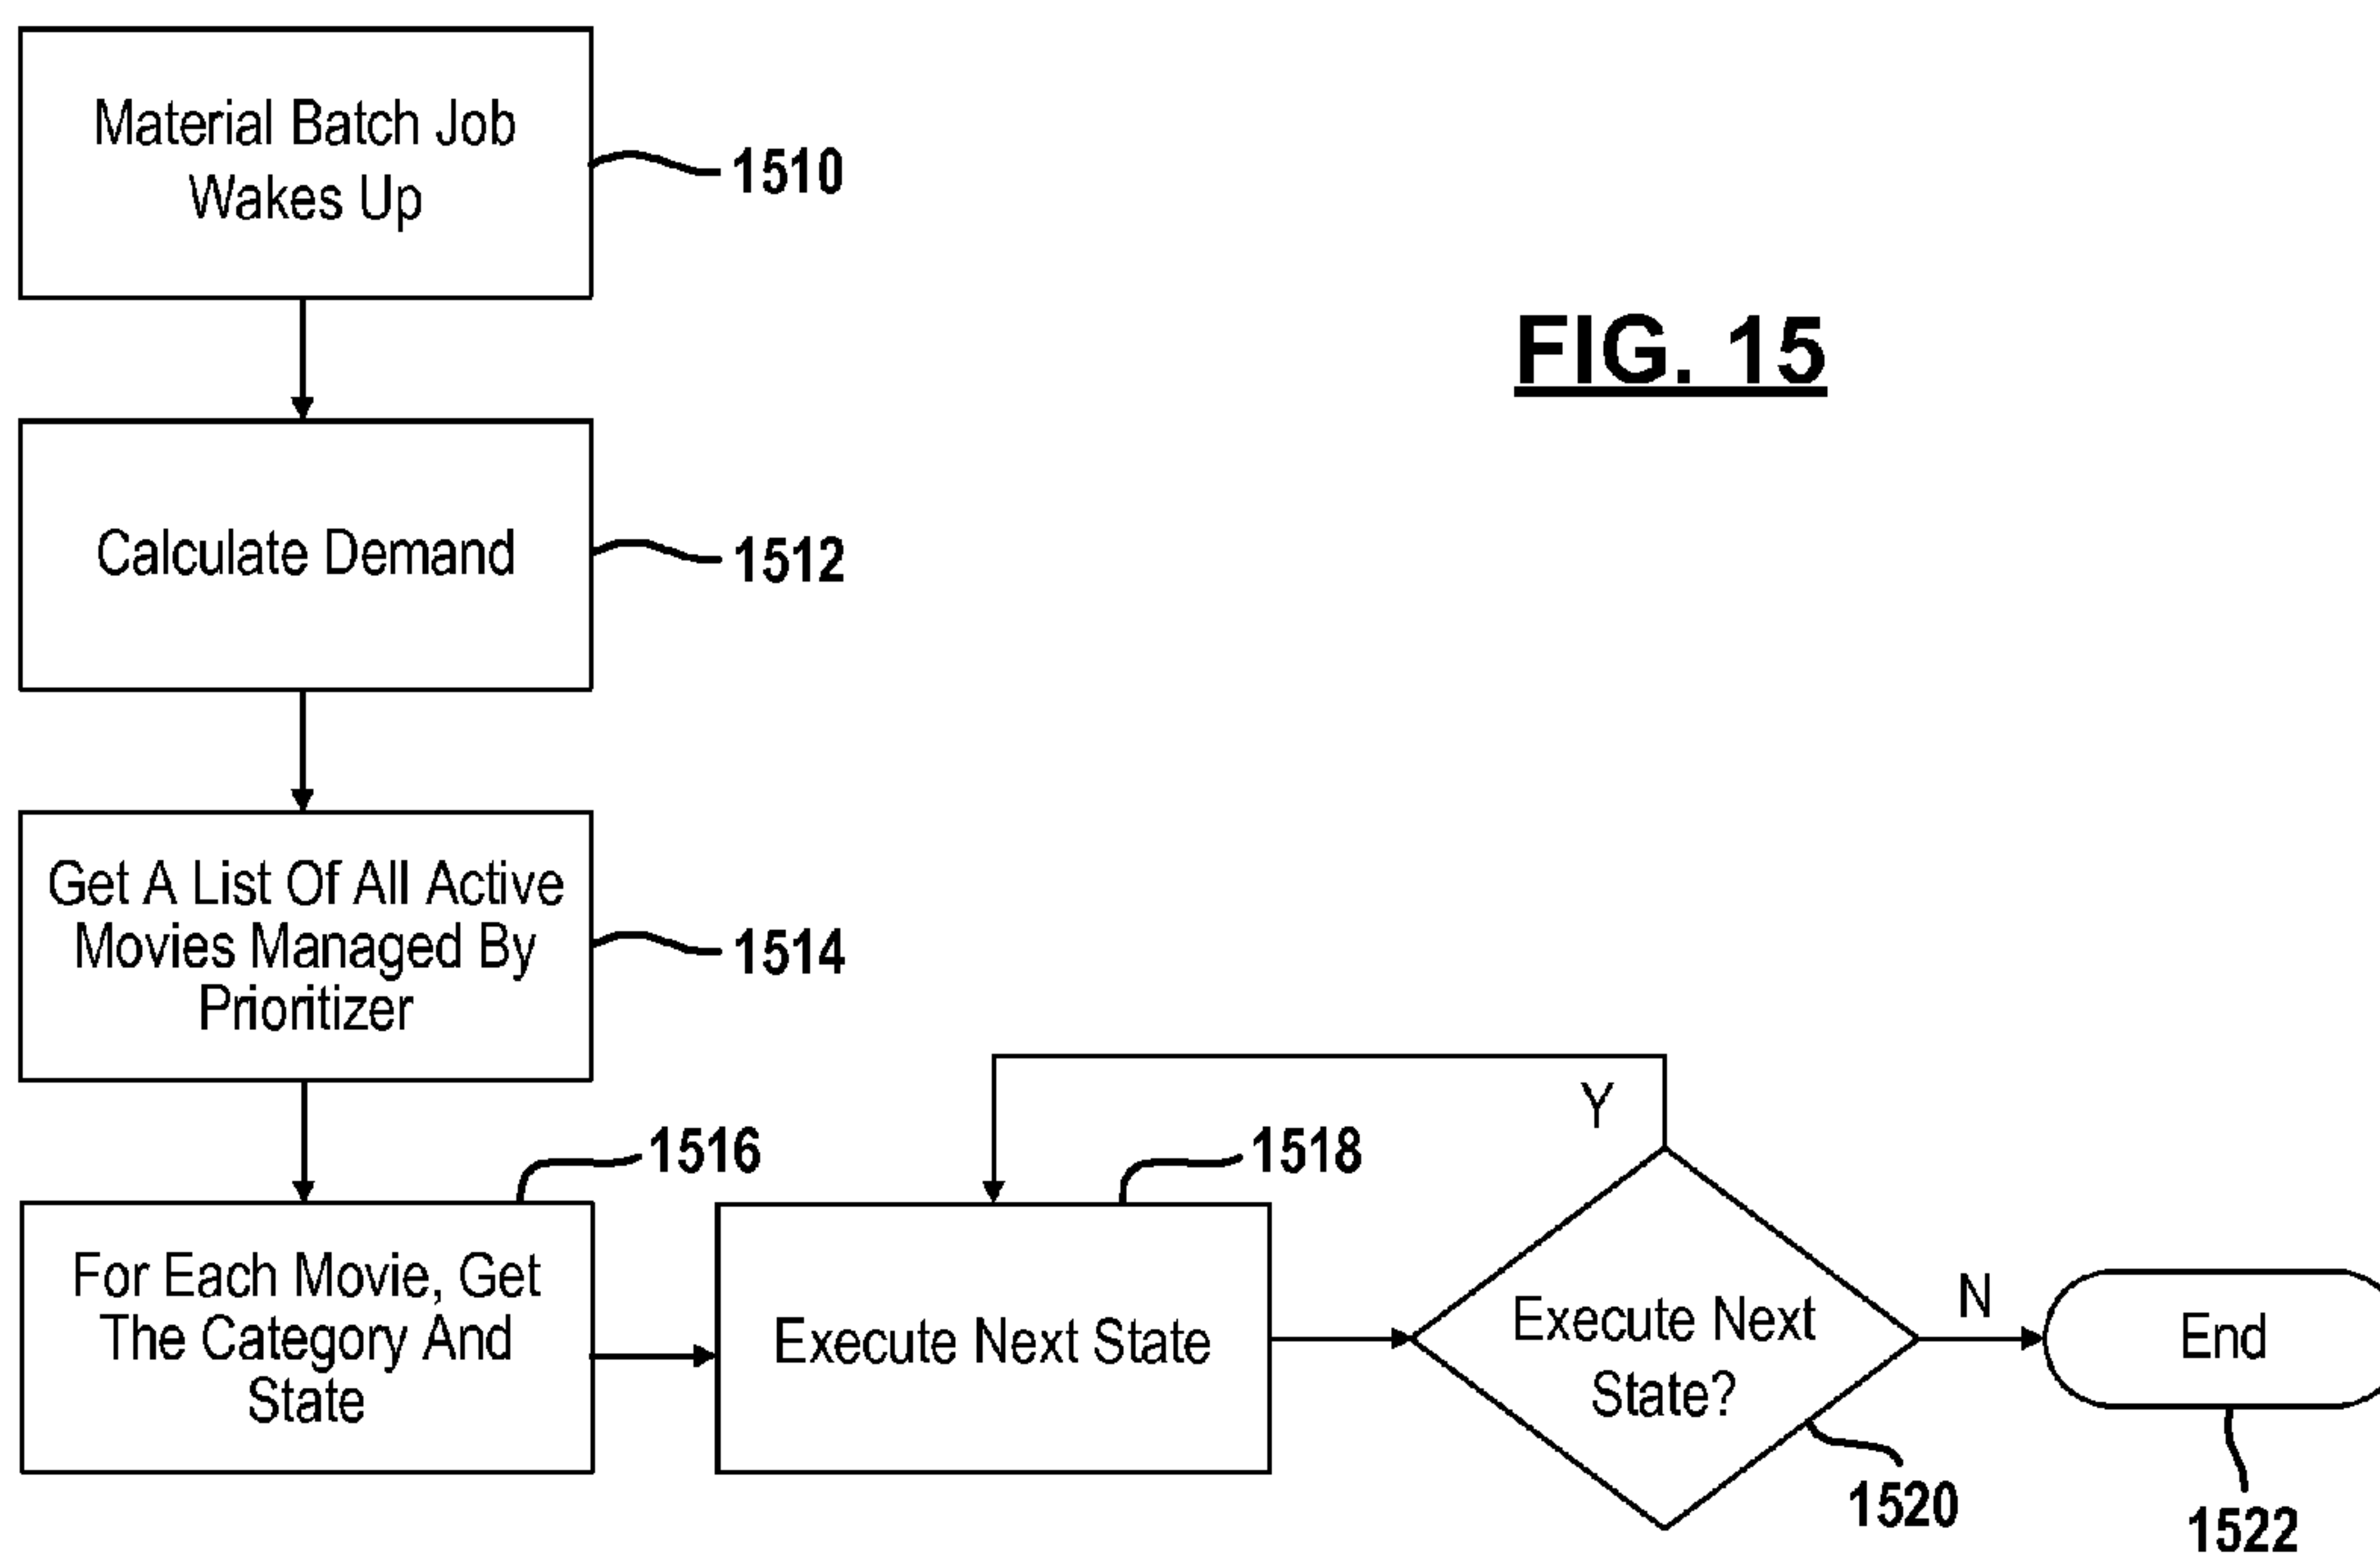 Material Batch Job
Wakes Up
1510
FIG. 15
Calculate Demand
1512
Get A List Of All Active
Movies Managed By
Prioritizer
1514
1516
For Each Movie, Get
The Category And
State
1518
Execute Next State
Y
Execute Next
State?
1520
N
End
1522